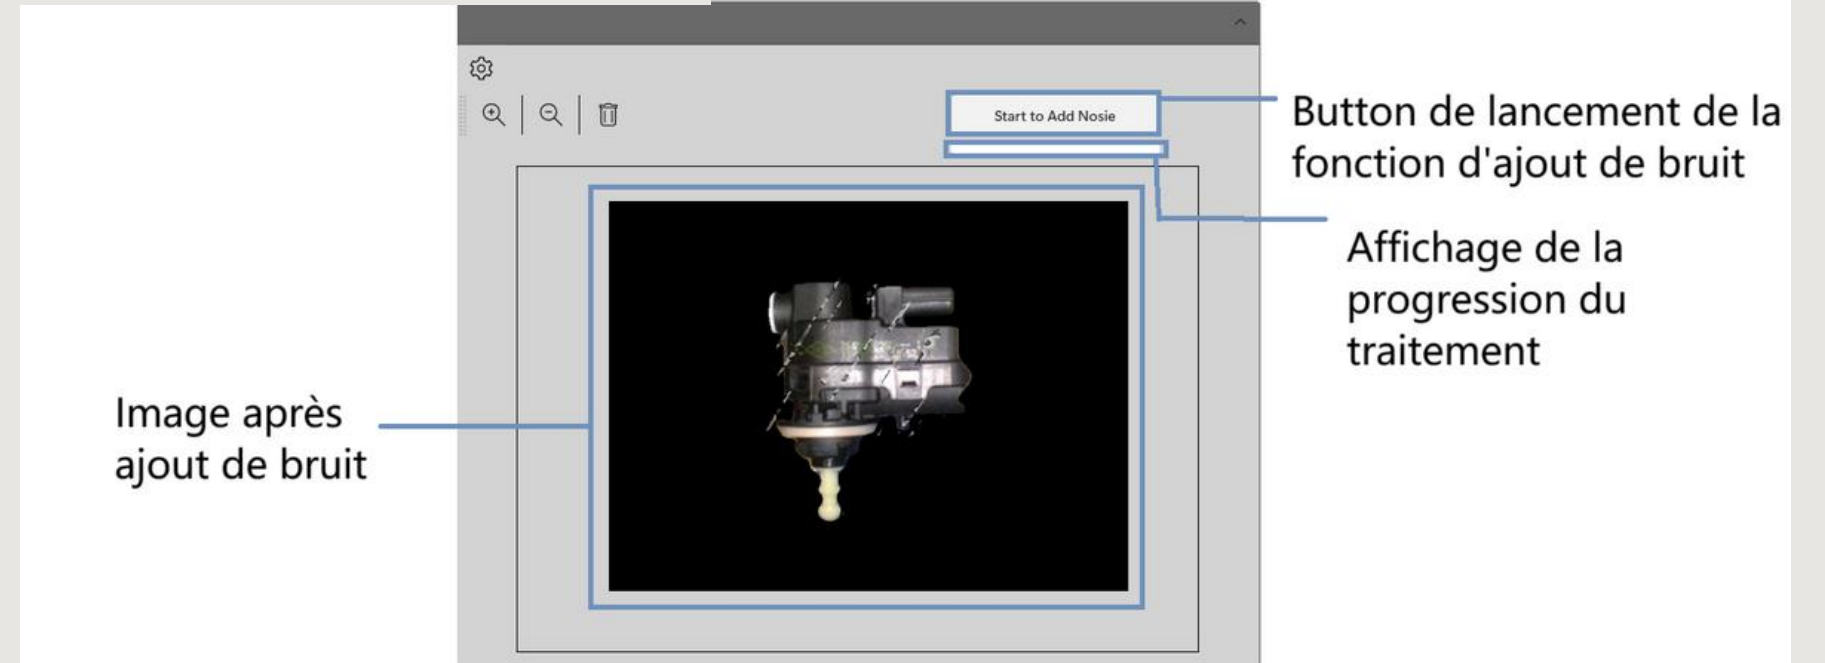 Start to Add Nosie
Button de lancement de la
fonction d'ajout de bruit
Affichage de la
progression du
traitement
Image après
ajout de bruit